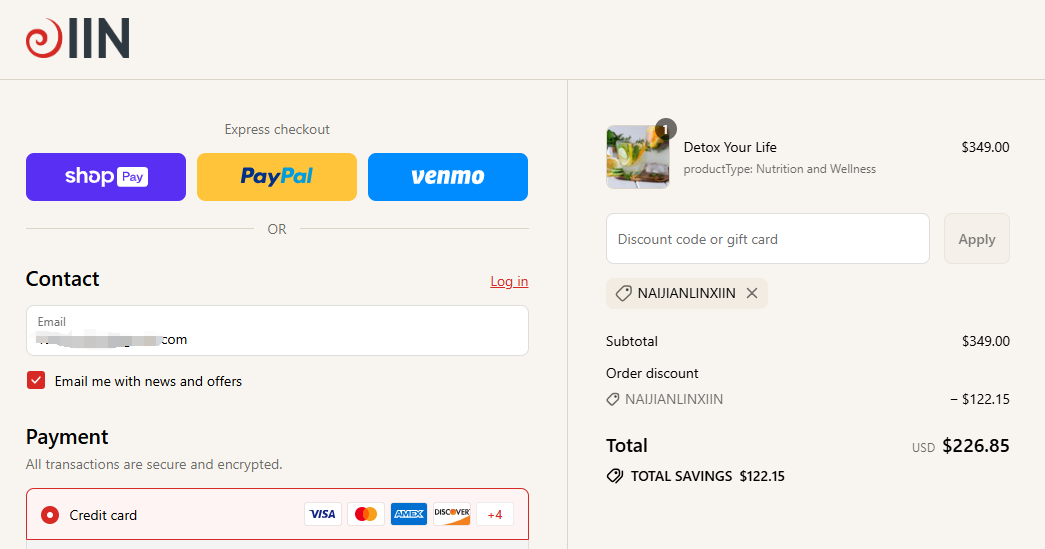 IIN
Express checkout
shop Pay
PayPal
venmo
OR
Contact
Log in
Email
com
Email me with news and offers
Payment
All transactions are secure and encrypted.
Credit card
VISA
AMEX
DISCOVER
+4
1
Detox Your Life
$349.00
productType: Nutrition and Wellness
Discount code or gift card
Apply
NAIJIANLINXIIN
Subtotal
$349.00
Order discount
NAIJIANLINXIIN
− $122.15
Total
USD $226.85
TOTAL SAVINGS $122.15